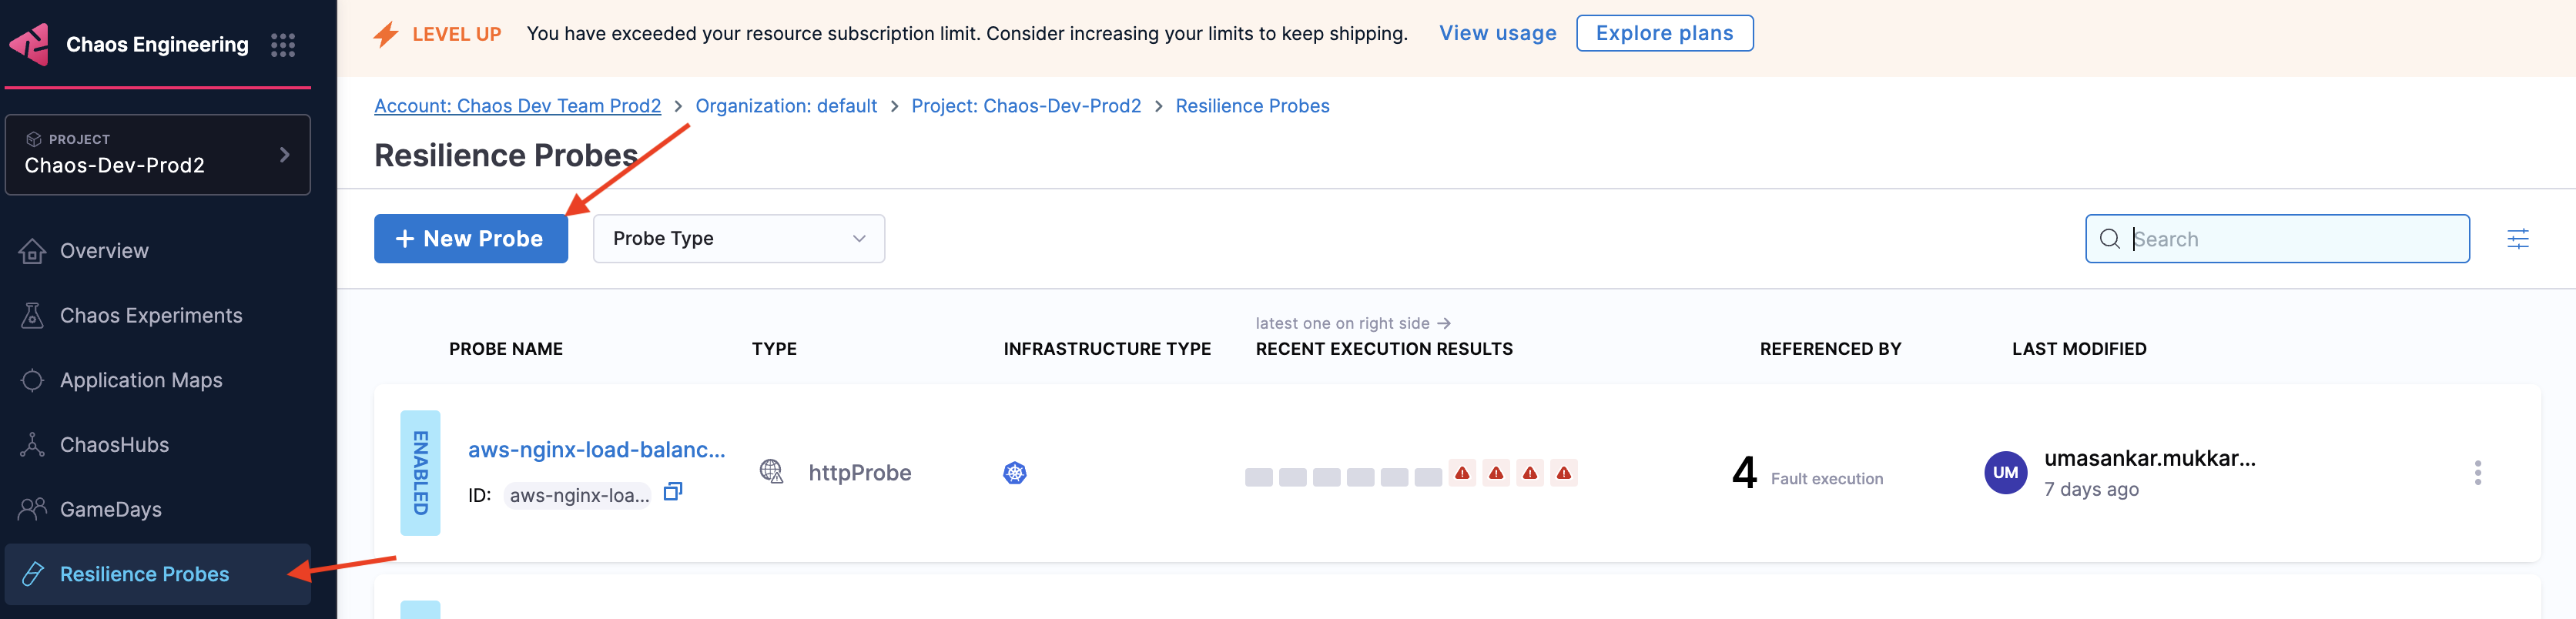 Chaos Engineering
PROJECT
Chaos-Dev-Prod2
Overview
Chaos Experiments
Application Maps
ChaosHubs
GameDays
Resilience Probes
LEVEL UP You have exceeded your resource subscription limit. Consider increasing your limits to keep shipping. View usage Explore plans
Account: Chaos Dev Team Prod2 > Organization: default > Project: Chaos-Dev-Prod2 > Resilience Probes
Resilience Probes
+ New Probe Probe Type Search
latest one on right side →
PROBE NAME TYPE INFRASTRUCTURE TYPE RECENT EXECUTION RESULTS REFERENCED BY LAST MODIFIED
ENABLED
aws-nginx-load-balanc...
ID: aws-nginx-loa...
httpProbe
4 Fault execution
UM
umasankar.mukkar...
7 days ago